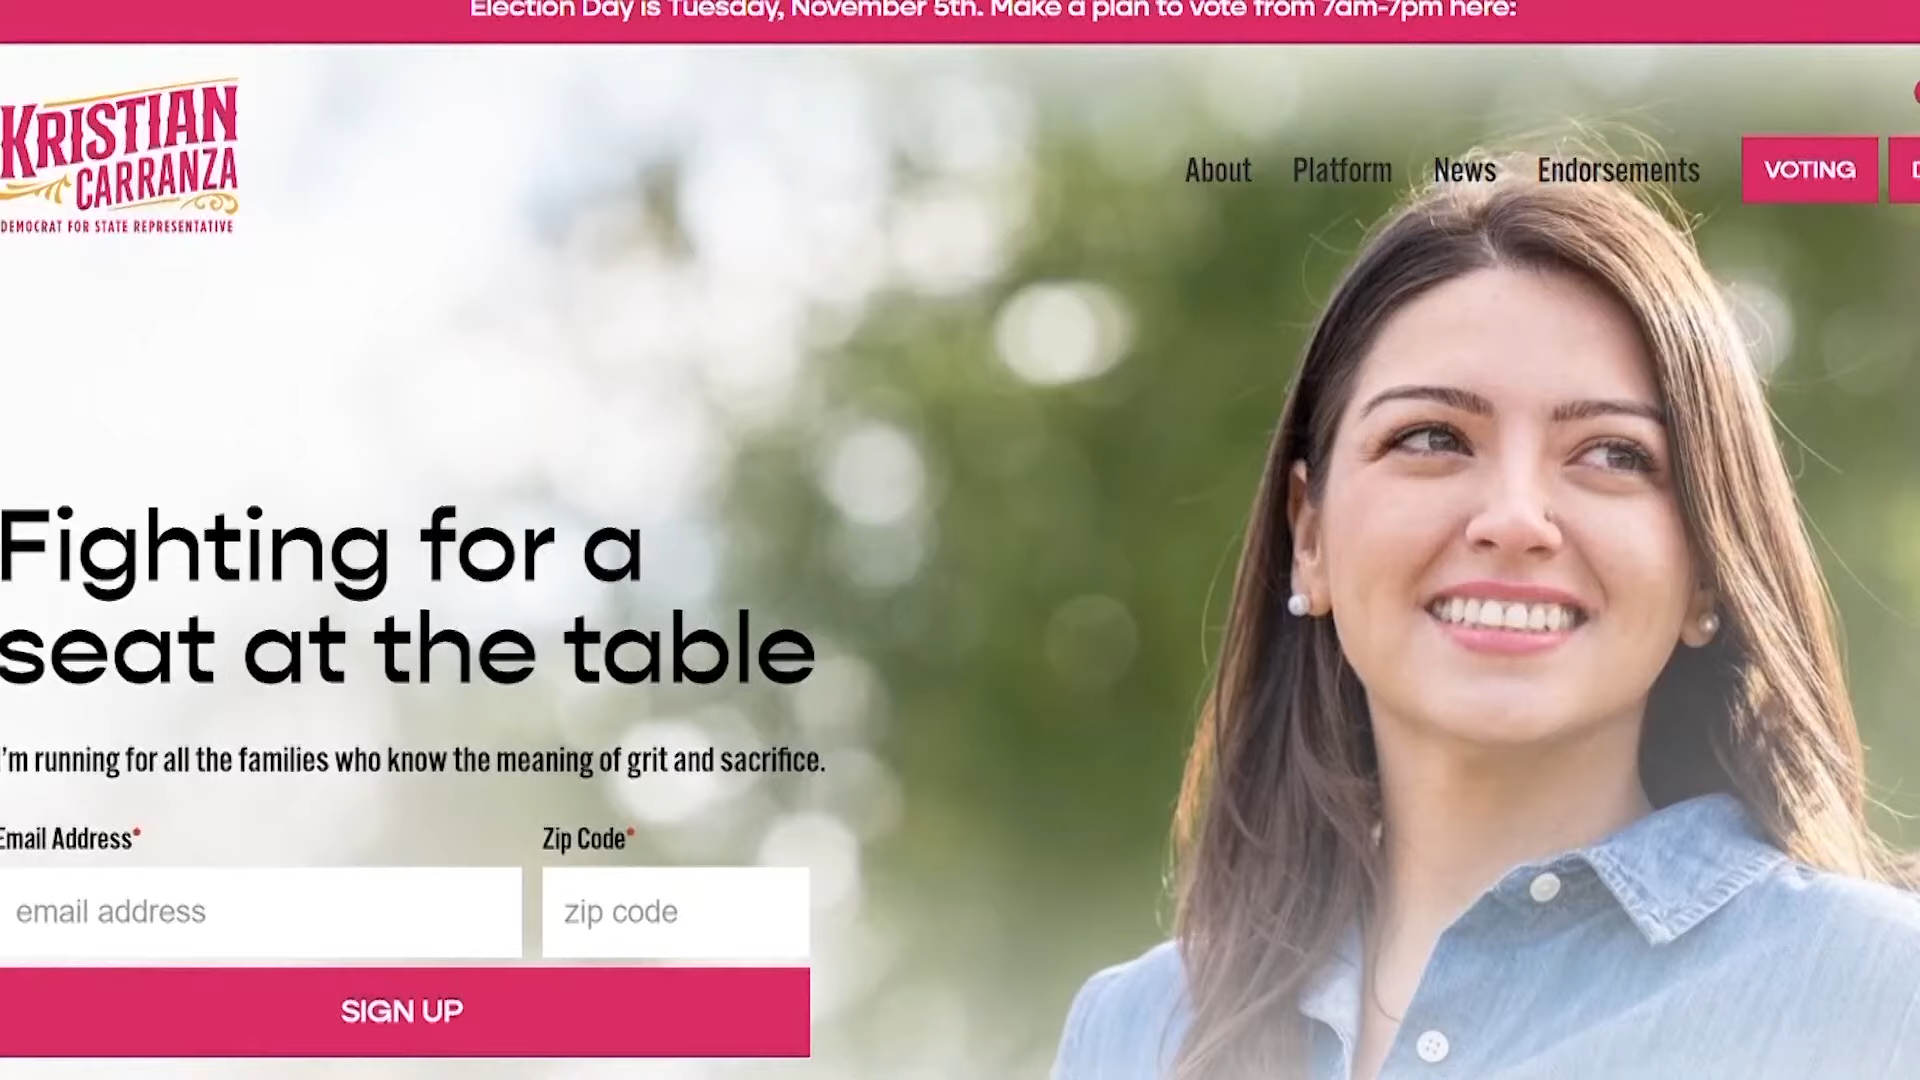 Election Day is Tuesday, November 5th. Make a plan to vote from 7am-7pm here:
KRISTIAN
CARRANZA
DEMOCRAT FOR STATE REPRESENTATIVE
About Platform News Endorsements VOTING
Fighting for a
seat at the table
I'm running for all the families who know the meaning of grit and sacrifice.
Email Address* Zip Code*
email address zip code
SIGN UP